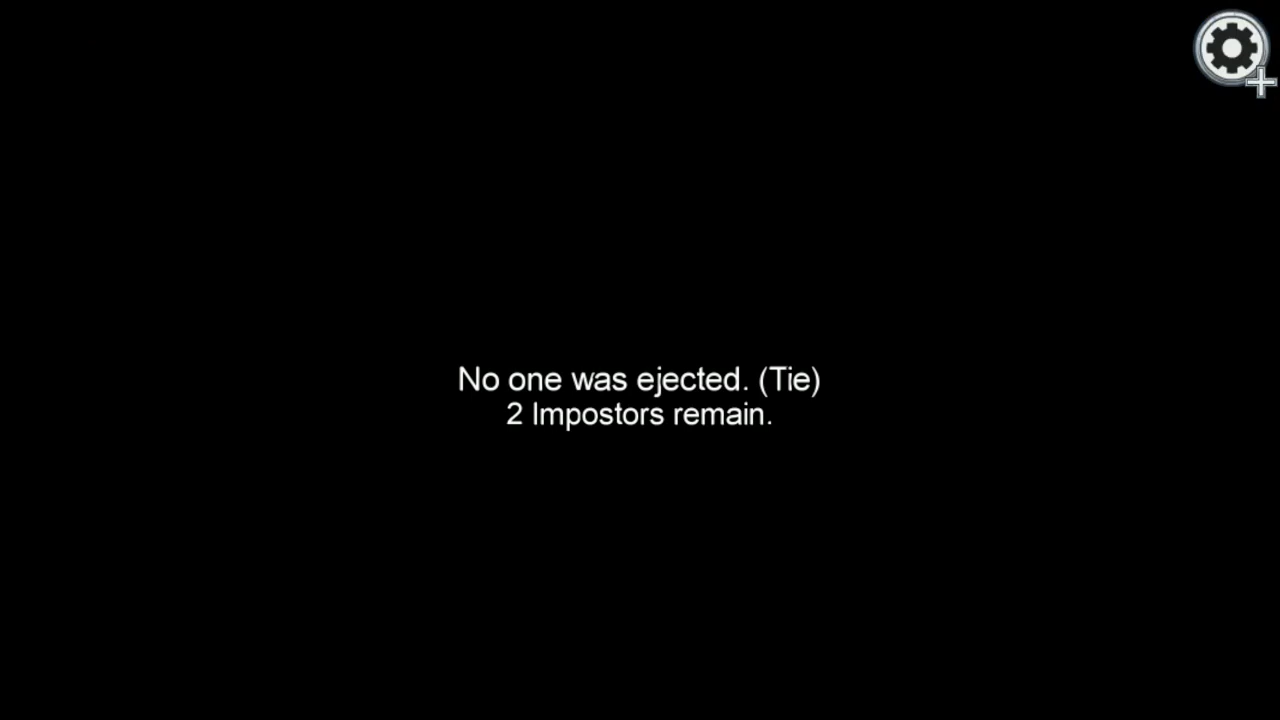 No one was ejected. (Tie)
2 Impostors remain.